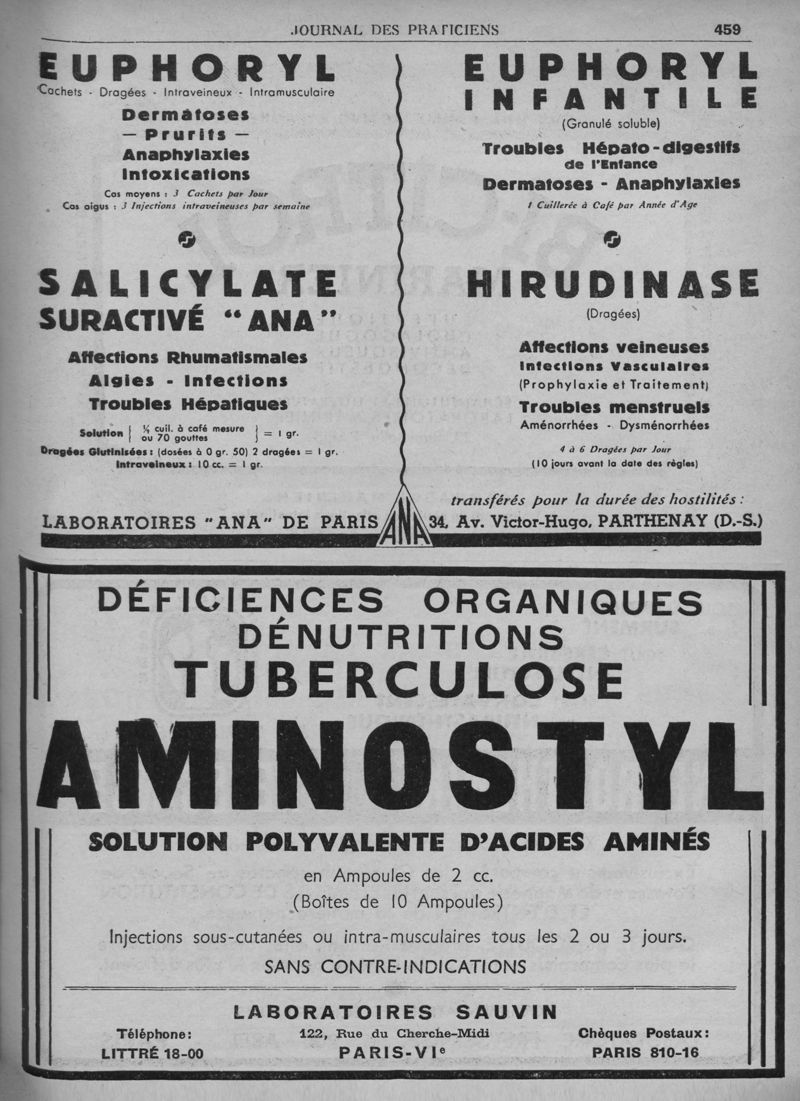 JOURNAL DES PRATICIENS
459
EUPHORYL
Cachets - Dragées - Intraveineux - Intramusculaire
Dermatoses
— Prurits —
Anaphylaxies
Intoxications
Cas moyens : 3 Cachets par Jour
Cas aigus : 3 Injections intraveineuses par semaine
SALICYLATE
SURACTIVÉ "ANA"
Affections Rhumatismales
Algies - Infections
Troubles Hépatiques
Solution { ½ cuil. à café mesure } = 1 gr.
ou 70 gouttes
Dragées Glutinisées : (dosées à 0 gr. 50) 2 dragées = 1 gr.
Intraveineux : 10 cc. = 1 gr.
EUPHORYL
INFANTILE
(Granulé soluble)
Troubles Hépato-digestifs
de l'Enfance
Dermatoses - Anaphylaxies
1 Cuillerée à Café par Année d'Age
HIRUDINASE
(Dragées)
Affections veineuses
Infections Vasculaires
(Prophylaxie et Traitement)
Troubles menstruels
Aménorrhées - Dysménorrhées
4 à 6 Dragées par Jour
(10 jours avant la date des règles)
transférés pour la durée des hostilités :
LABORATOIRES "ANA" DE PARIS ANA 34, Av. Victor-Hugo, PARTHENAY (D.-S.)
DÉFICIENCES ORGANIQUES
DÉNUTRITIONS
TUBERCULOSE
AMINOSTYL
SOLUTION POLYVALENTE D'ACIDES AMINÉS
en Ampoules de 2 cc.
(Boîtes de 10 Ampoules)
Injections sous-cutanées ou intra-musculaires tous les 2 ou 3 jours.
SANS CONTRE-INDICATIONS
LABORATOIRES SAUVIN
Téléphone : 122, Rue du Cherche-Midi Chèques Postaux :
LITTRÉ 18-00 PARIS-VIe PARIS 810-16